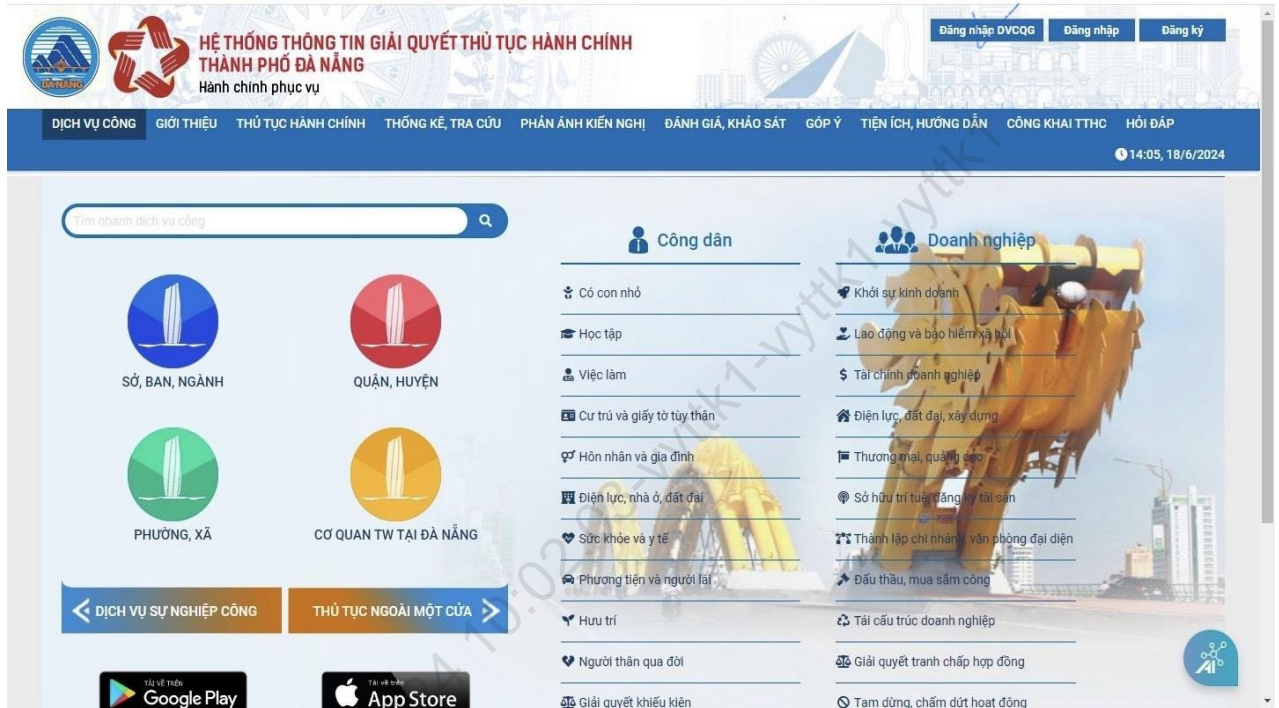 HỆ THỐNG THÔNG TIN GIẢI QUYẾT THỦ TỤC HÀNH CHÍNH
THÀNH PHỐ ĐÀ NẴNG
Hành chính phục vụ
ĐA NANG
Đăng nhập DVCQG
Đăng nhập
Đăng ký
DỊCH VỤ CÔNG GIỚI THIỆU THỦ TỤC HÀNH CHÍNH THỐNG KÊ, TRA CỨU PHẢN ÁNH KIẾN NGHỊ ĐÁNH GIÁ, KHẢO SÁT GÓP Ý TIỆN ÍCH, HƯỚNG DẪN CÔNG KHAI TTHC HỎI ĐÁP
14:05, 18/6/2024
Tìm nhanh dịch vụ công
SỞ, BAN, NGÀNH
QUẬN, HUYỆN
PHƯỜNG, XÃ
CƠ QUAN TW TẠI ĐÀ NẴNG
DỊCH VỤ SỰ NGHIỆP CÔNG
THỦ TỤC NGOÀI MỘT CỬA
TẢI VỀ TRÊN
Google Play
Tải về trên
App Store
Công dân
Có con nhỏ
Học tập
Việc làm
Cư trú và giấy tờ tùy thân
Hôn nhân và gia đình
Điện lực, nhà ở, đất đai
Sức khỏe và y tế
Phương tiện và người lái
Hưu trí
Người thân qua đời
Giải quyết khiếu kiện
Doanh nghiệp
Khởi sự kinh doanh
Lao động và bảo hiểm xã hội
Tài chính doanh nghiệp
Điện lực, đất đai, xây dựng
Thương mại, quảng cáo
Sở hữu trí tuệ, đăng ký tài sản
Thành lập chi nhánh, văn phòng đại diện
Đấu thầu, mua sắm công
Tái cấu trúc doanh nghiệp
Giải quyết tranh chấp hợp đồng
Tạm dừng, chấm dứt hoạt động
AI